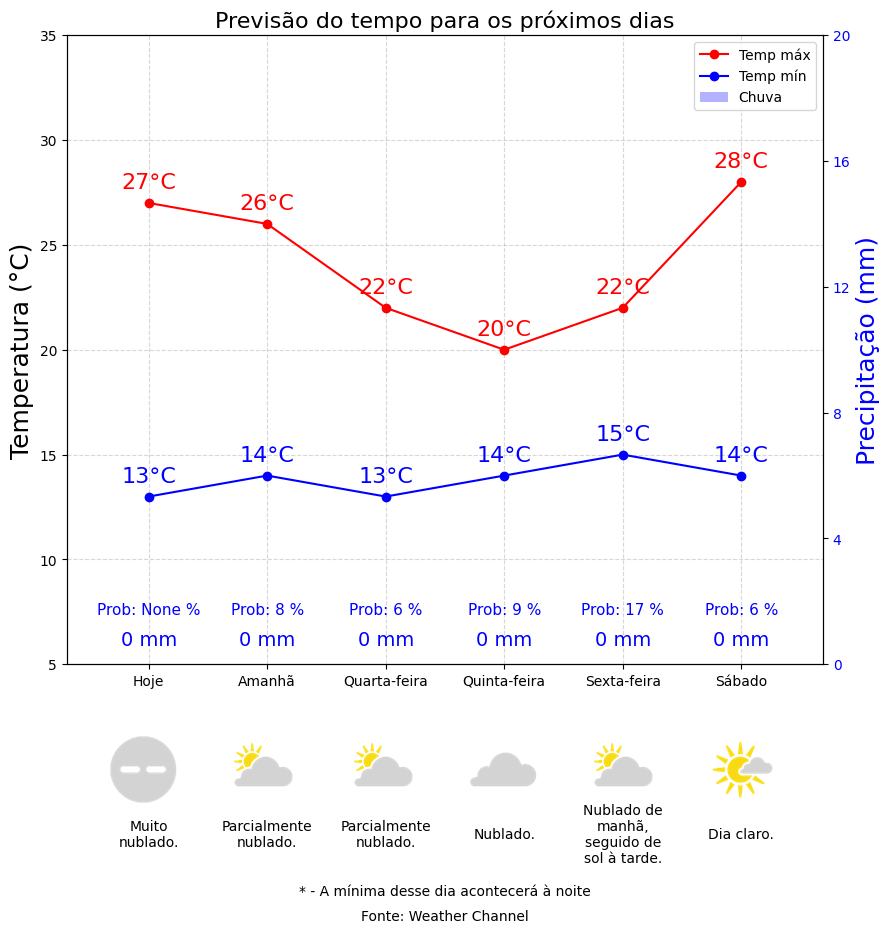 Previsão do tempo para os próximos dias
35
30
25
20
15
10
5
Temperatura (°C)
20
16
12
8
4
0
Precipitação (mm)
Temp máx
Temp mín
Chuva
27°C
26°C
22°C
20°C
22°C
28°C
13°C
14°C
13°C
14°C
15°C
14°C
Prob: None %
Prob: 8 %
Prob: 6 %
Prob: 9 %
Prob: 17 %
Prob: 6 %
0 mm
0 mm
0 mm
0 mm
0 mm
0 mm
Hoje
Amanhã
Quarta-feira
Quinta-feira
Sexta-feira
Sábado
Muito
nublado.
Parcialmente
nublado.
Parcialmente
nublado.
Nublado.
Nublado de
manhã,
seguido de
sol à tarde.
Dia claro.
* - A mínima desse dia acontecerá à noite
Fonte: Weather Channel